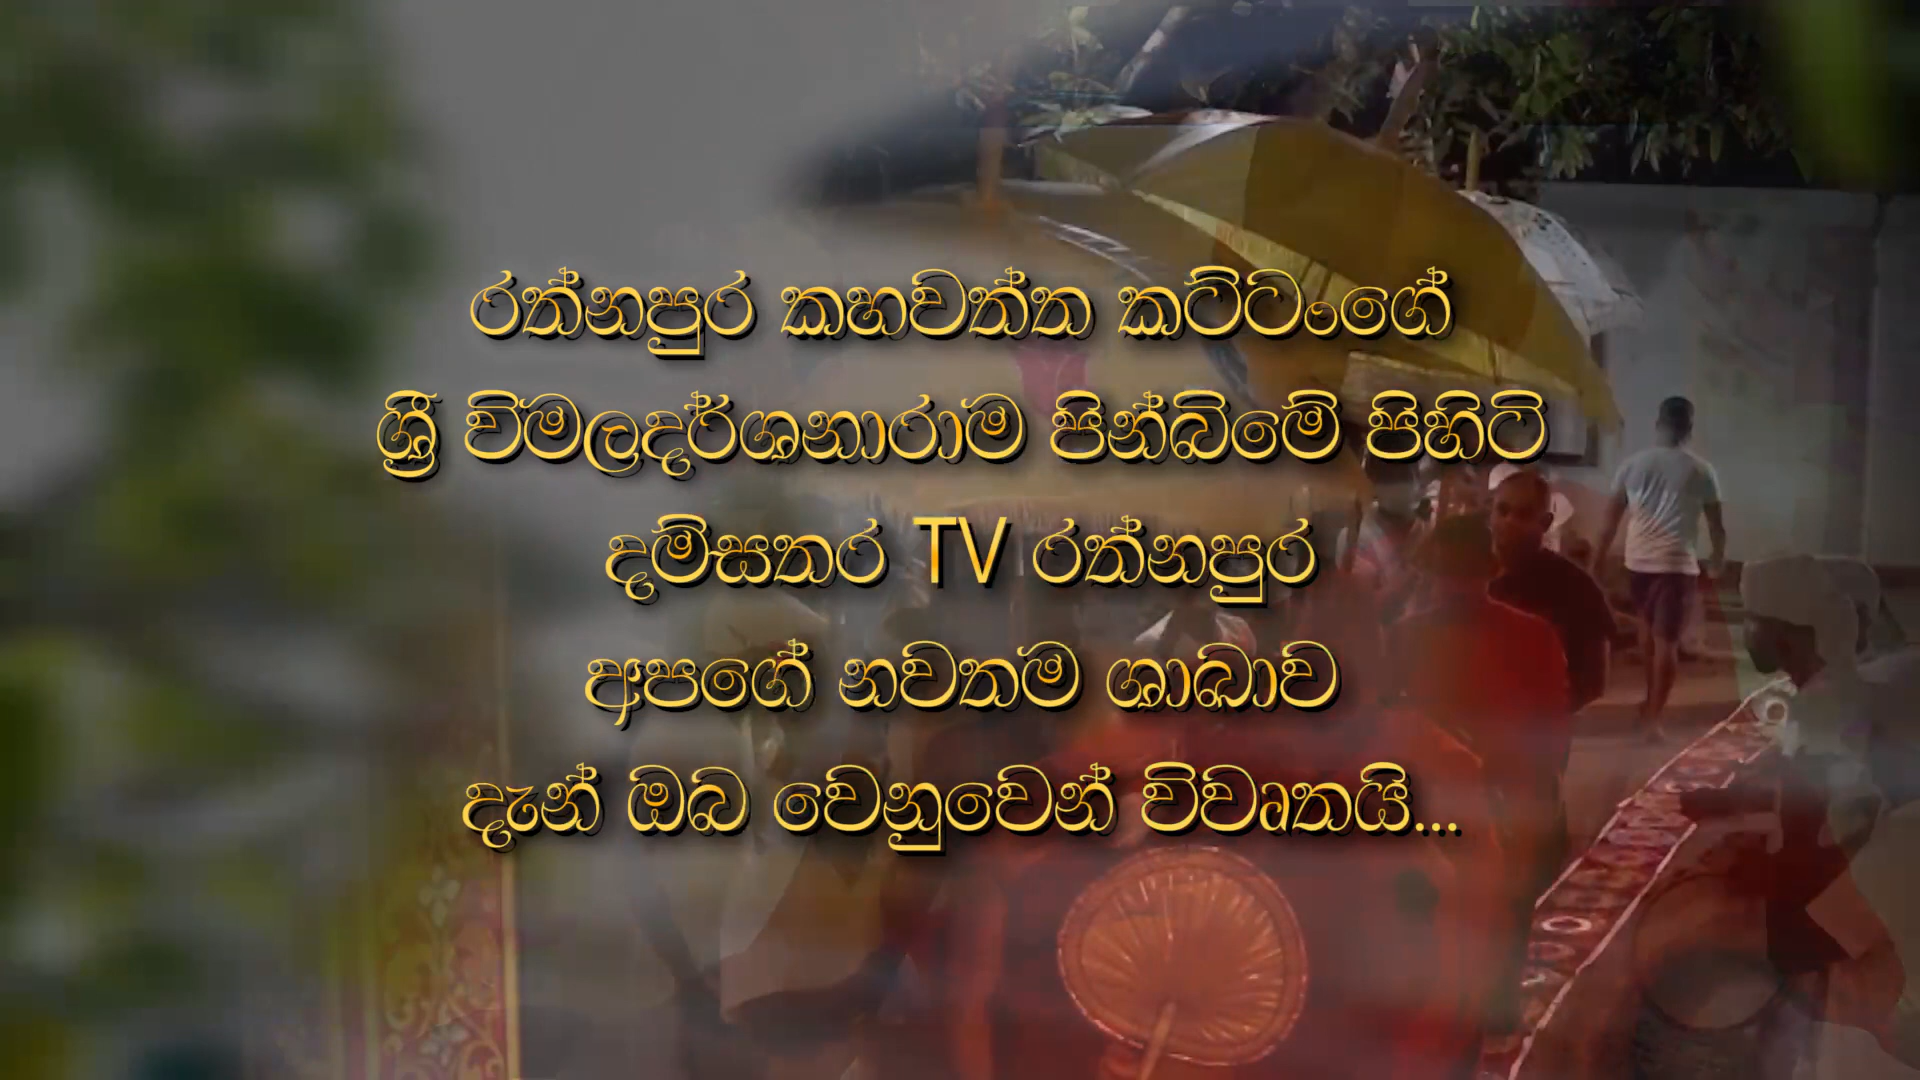 රත්නපුර කහවත්ත කට්ටංගේ
ශ්‍රී විමලදර්ශනාරාම පින්බිමේ පිහිටි
දම්සතර TV රත්නපුර
අපගේ නවතම ශාඛාව
දැන් ඔබ වෙනුවෙන් විවෘතයි...